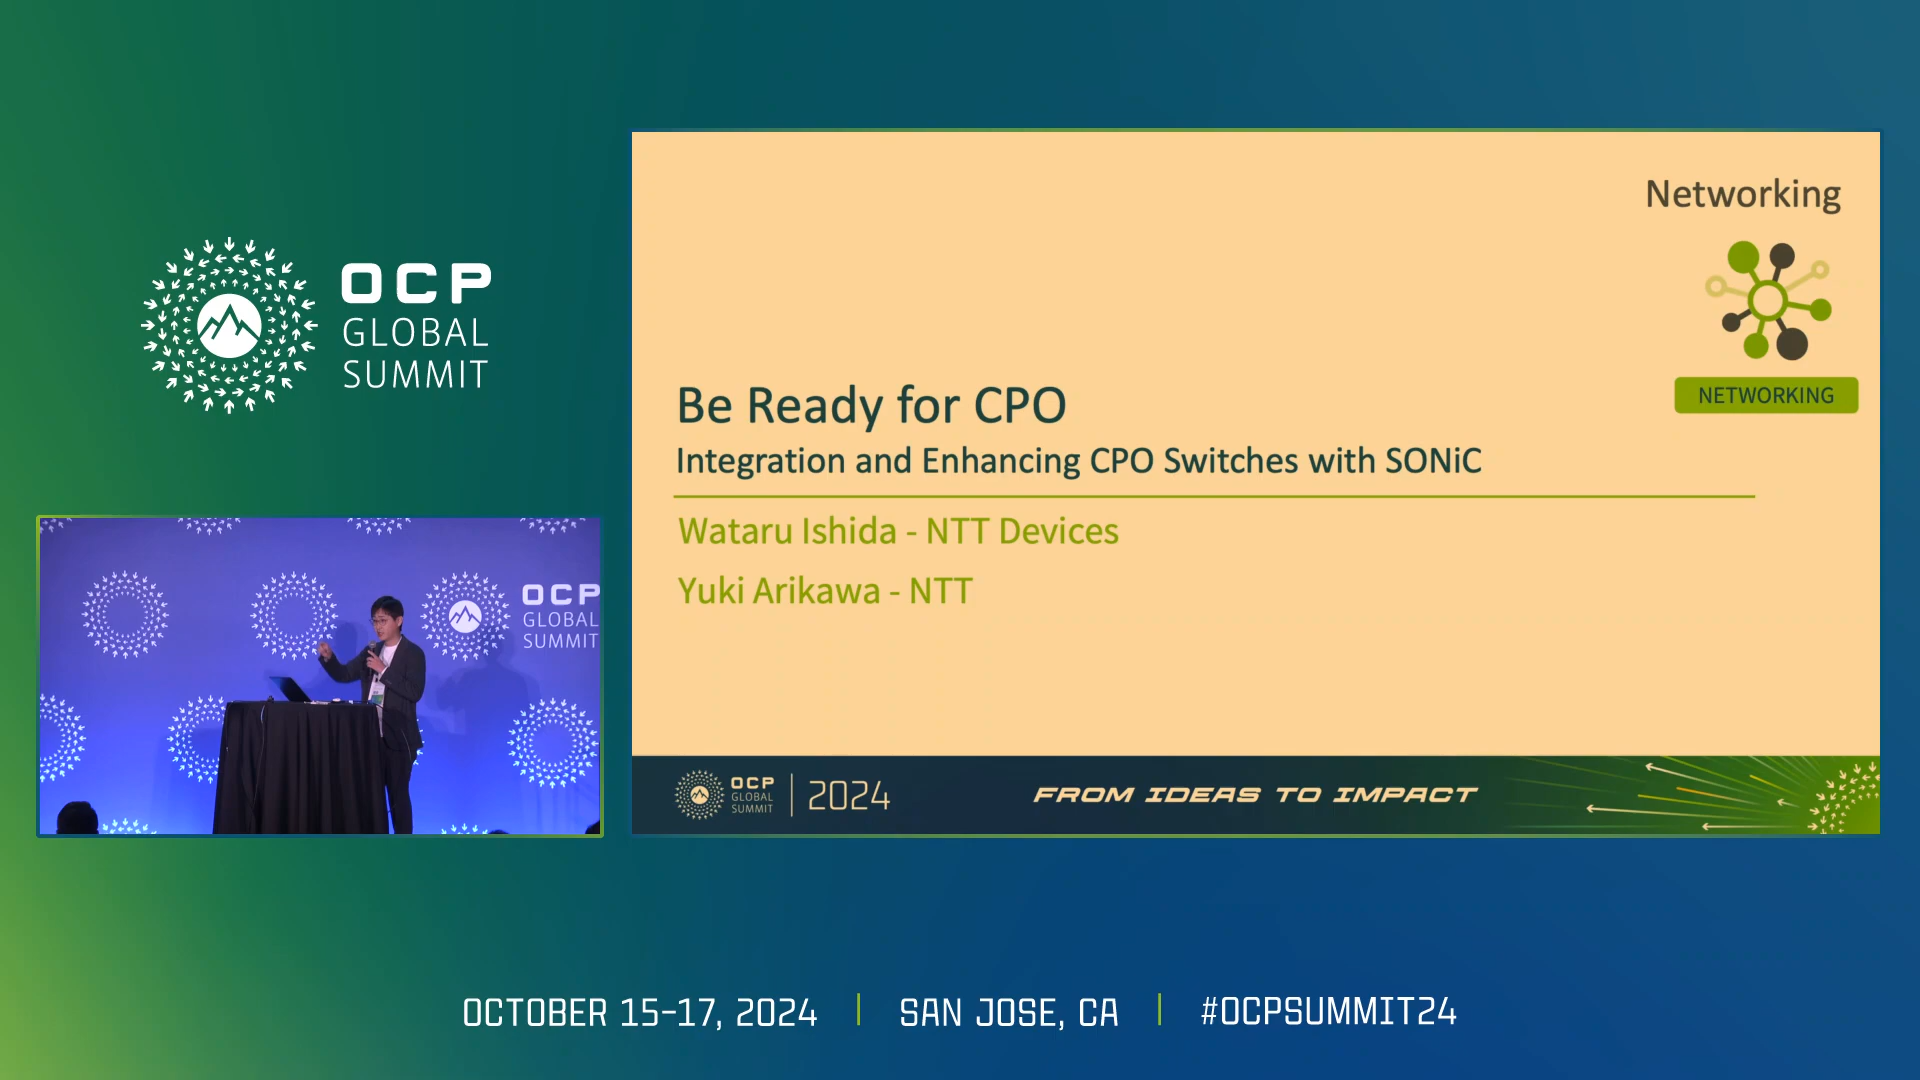 OCP
GLOBAL
SUMMIT
Networking
NETWORKING
Be Ready for CPO
Integration and Enhancing CPO Switches with SONiC
Wataru Ishida - NTT Devices
Yuki Arikawa - NTT
OCP
GLOBAL
SUMMIT
2024
FROM IDEAS TO IMPACT
OCP
GLOBAL
SUMMIT
OCTOBER 15-17, 2024
SAN JOSE, CA
#OCPSUMMIT24